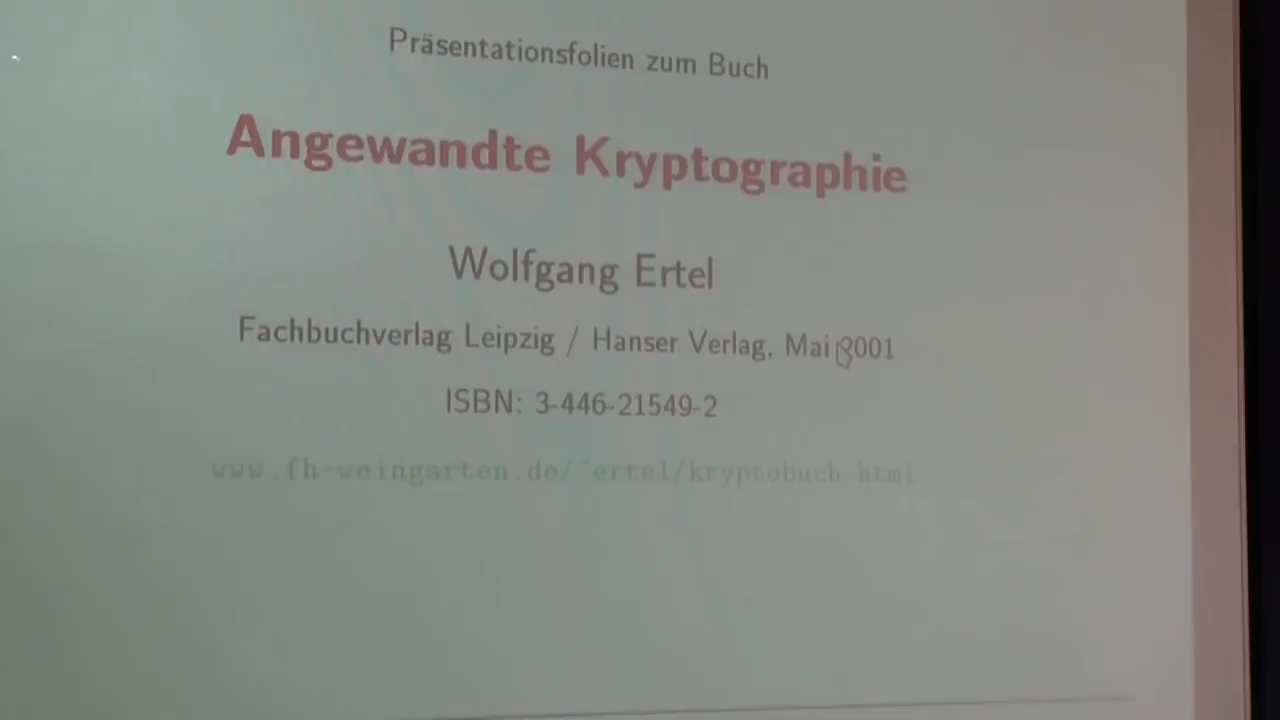 Präsentationsfolien zum Buch
Angewandte Kryptographie
Wolfgang Ertel
Fachbuchverlag Leipzig / Hanser Verlag, Mai 2001
ISBN: 3-446-21549-2
www.fh-weingarten.de/~ertel/kryptobuch.html